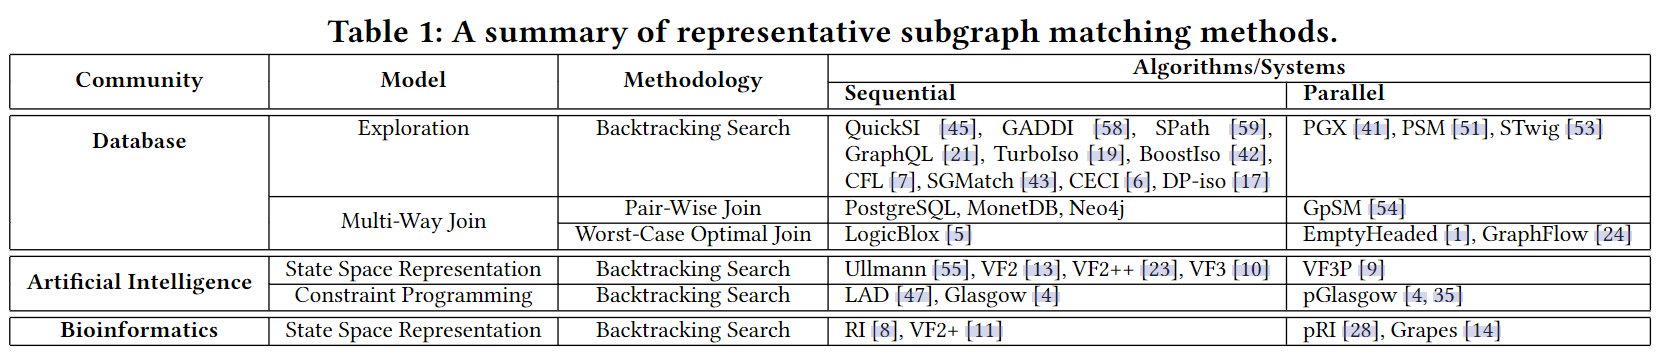 Table 1: A summary of representative subgraph matching methods.
Community Model Methodology Algorithms/Systems
Sequential Parallel
Database Exploration Backtracking Search QuickSI [45], GADDI [58], SPath [59], PGX [41], PSM [51], STwig [53]
GraphQL [21], TurboIso [19], BoostIso [42],
CFL [7], SGMatch [43], CECI [6], DP-iso [17]
Multi-Way Join Pair-Wise Join PostgreSQL, MonetDB, Neo4j GpSM [54]
Worst-Case Optimal Join LogicBlox [5] EmptyHeaded [1], GraphFlow [24]
Artificial Intelligence State Space Representation Backtracking Search Ullmann [55], VF2 [13], VF2++ [23], VF3 [10] VF3P [9]
Constraint Programming Backtracking Search LAD [47], Glasgow [4] pGlasgow [4, 35]
Bioinformatics State Space Representation Backtracking Search RI [8], VF2+ [11] pRI [28], Grapes [14]